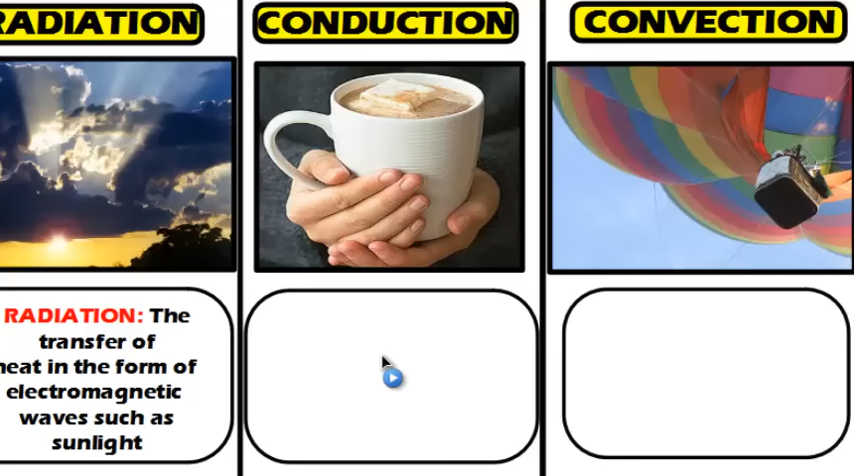 RADIATION
CONDUCTION
CONVECTION
RADIATION: The
transfer of
heat in the form of
electromagnetic
waves such as
sunlight